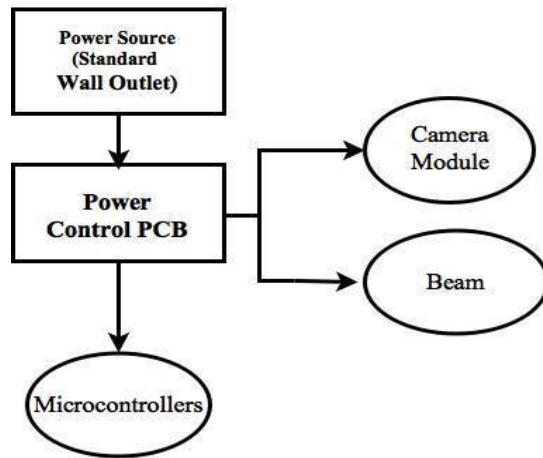 Power Source
(Standard
Wall Outlet)
Power
Control PCB
Camera
Module
Beam
Microcontrollers